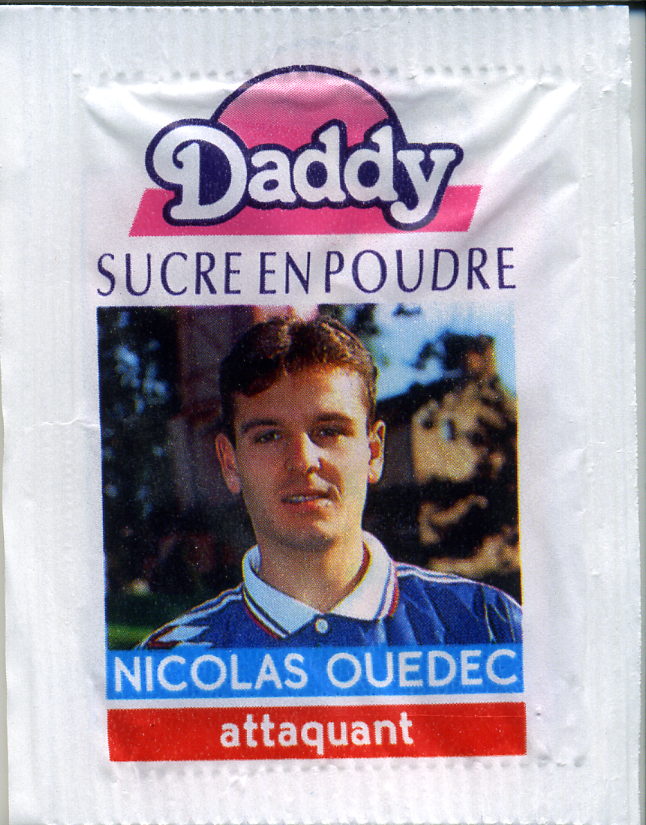 Daddy
SUCRE EN POUDRE
NICOLAS OUEDEC
attaquant